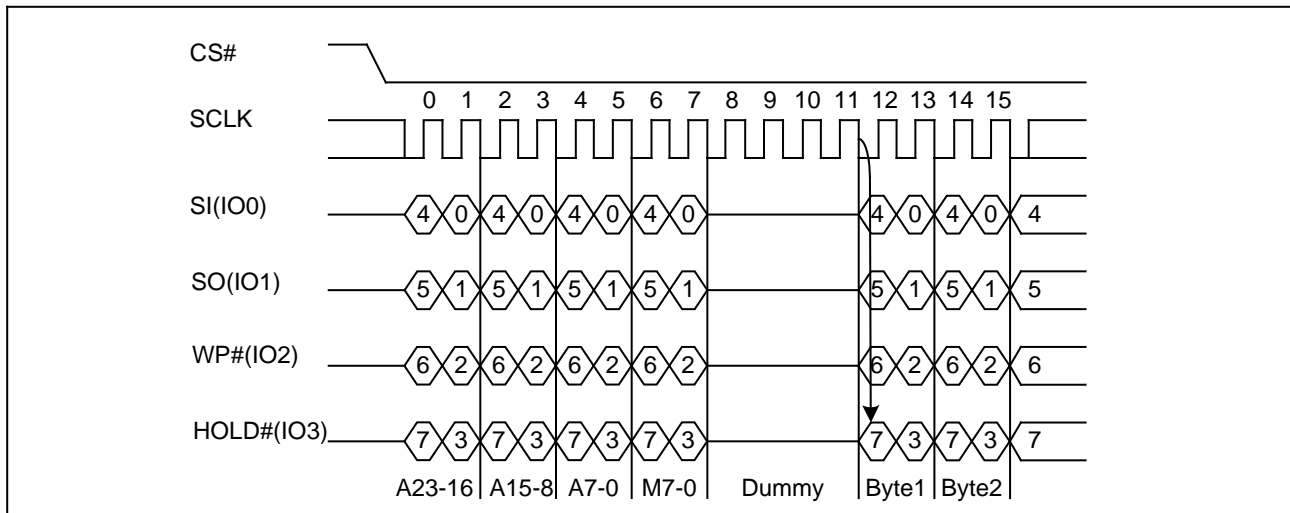 CS#
0 1 2 3 4 5 6 7 8 9 10 11 12 13 14 15
SCLK
SI(IO0) 4 0 4 0 4 0 4 0 4 0 4 0 4
SO(IO1) 5 1 5 1 5 1 5 1 5 1 5 1 5
WP#(IO2) 6 2 6 2 6 2 6 2 6 2 6 2 6
HOLD#(IO3) 7 3 7 3 7 3 7 3 7 3 7 3 7
A23-16 A15-8 A7-0 M7-0 Dummy Byte1 Byte2